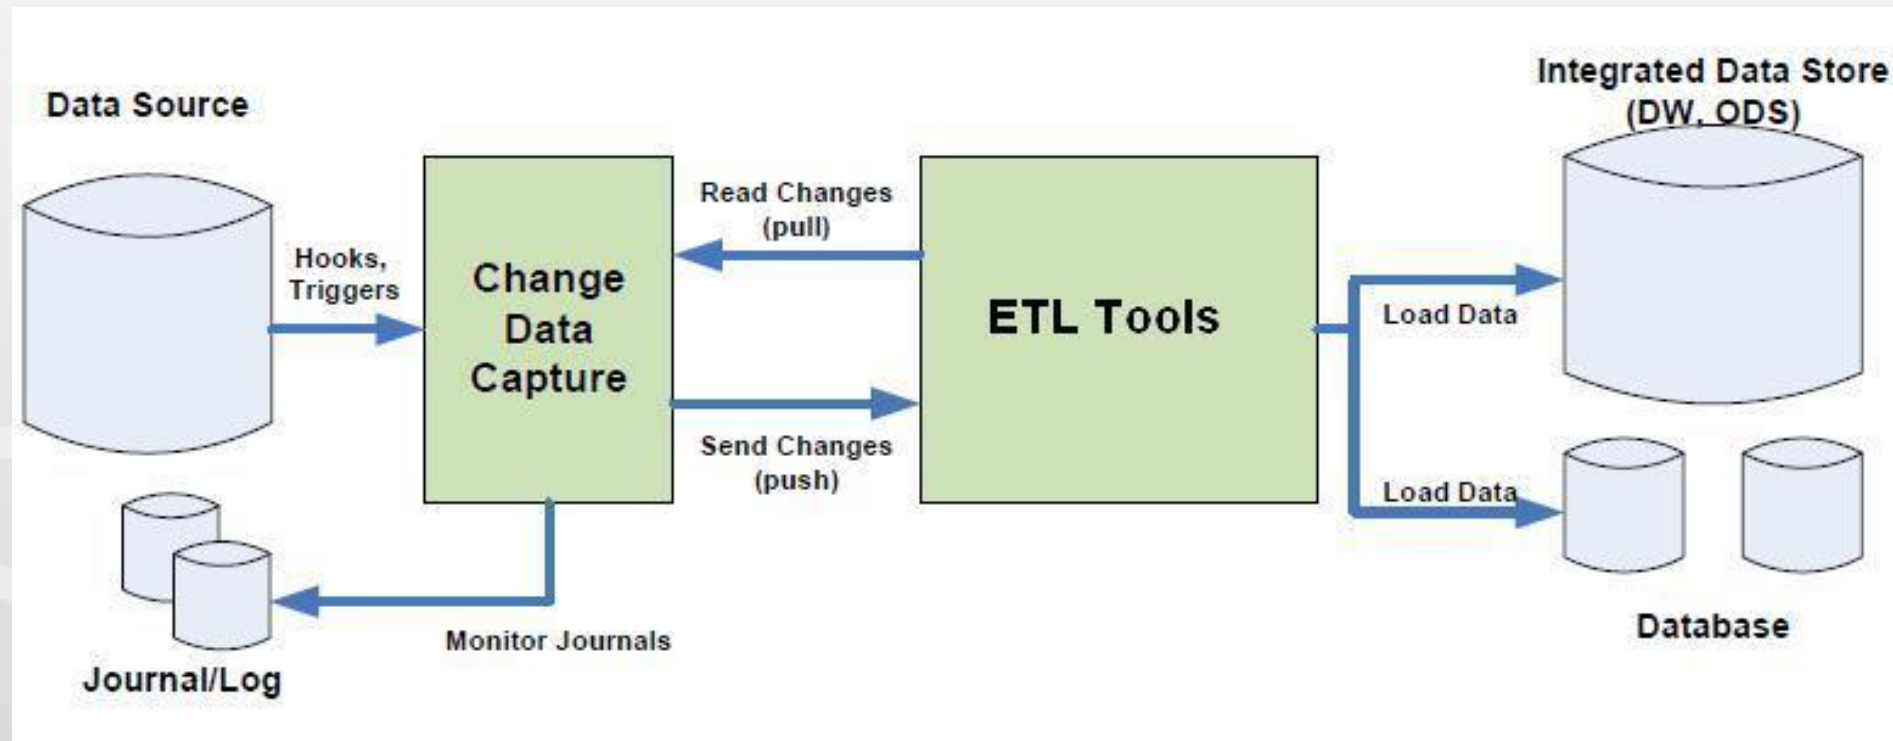 Data Source
Hooks,
Triggers
Change
Data
Capture
Read Changes
(pull)
Send Changes
(push)
Monitor Journals
Journal/Log
ETL Tools
Load Data
Load Data
Integrated Data Store
(DW, ODS)
Database